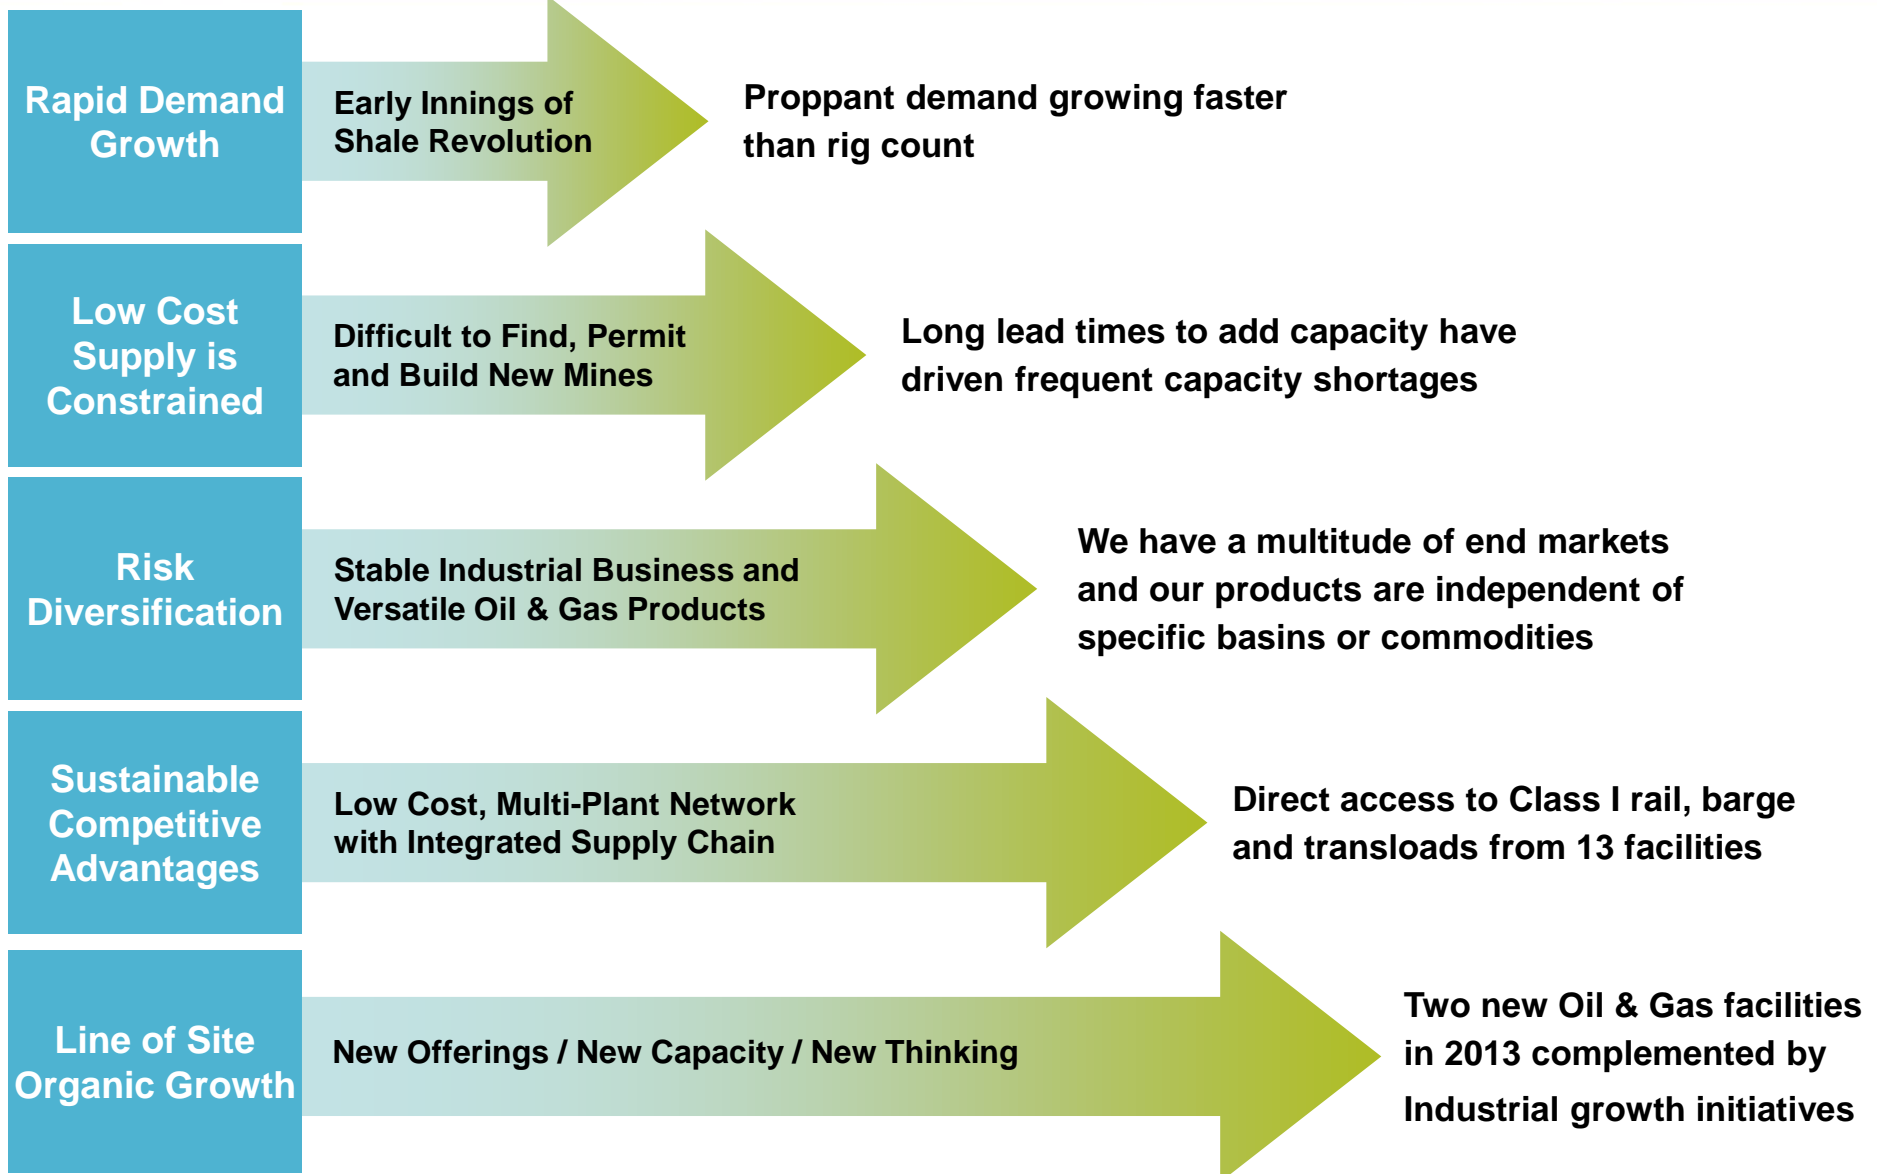 Rapid Demand
Growth
Early Innings of
Shale Revolution
Proppant demand growing faster
than rig count
Low Cost
Supply is
Constrained
Difficult to Find, Permit
and Build New Mines
Long lead times to add capacity have
driven frequent capacity shortages
Risk
Diversification
Stable Industrial Business and
Versatile Oil & Gas Products
We have a multitude of end markets
and our products are independent of
specific basins or commodities
Sustainable
Competitive
Advantages
Low Cost, Multi-Plant Network
with Integrated Supply Chain
Direct access to Class I rail, barge
and transloads from 13 facilities
Line of Site
Organic Growth
New Offerings / New Capacity / New Thinking
Two new Oil & Gas facilities
in 2013 complemented by
Industrial growth initiatives